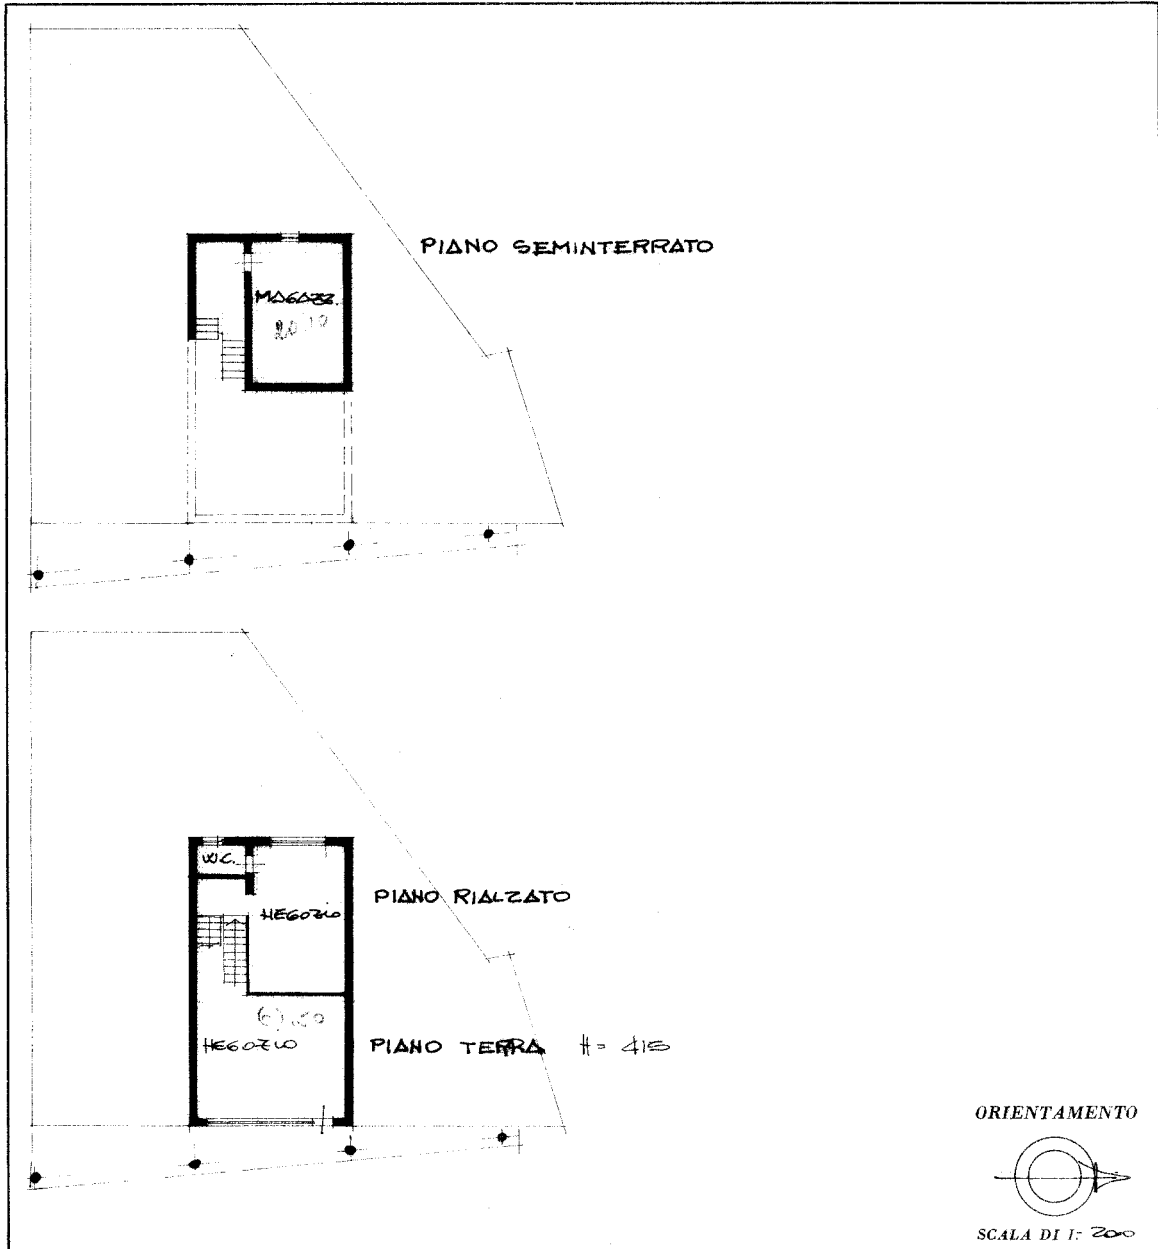 PIANO SEMINTERRATO
MAGAZZ.
W.C.
PIANO RIALZATO
NEGOZIO
NEGOZIO
PIANO TERRA H= 415
ORIENTAMENTO
SCALA DI 1: 200